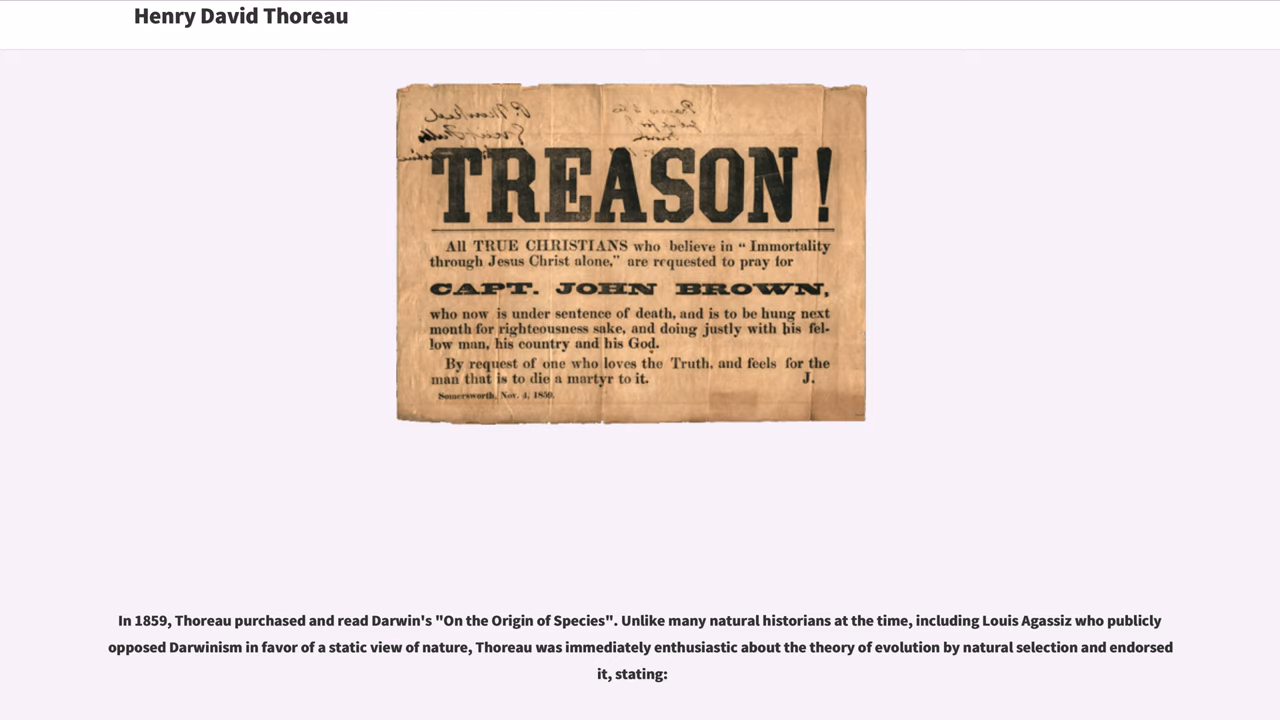 Henry David Thoreau
TREASON!
All TRUE CHRISTIANS who believe in “ Immortality
through Jesus Christ alone,” are requested to pray for
CAPT. JOHN BROWN,
who now is under sentence of death, and is to be hung next
month for righteousness sake, and doing justly with his fel-
low man, his country and his God.
By request of one who loves the Truth, and feels for the
man that is to die a martyr to it. J.
Somersworth, Nov. 4, 1859.
In 1859, Thoreau purchased and read Darwin's "On the Origin of Species". Unlike many natural historians at the time, including Louis Agassiz who publicly
opposed Darwinism in favor of a static view of nature, Thoreau was immediately enthusiastic about the theory of evolution by natural selection and endorsed
it, stating: